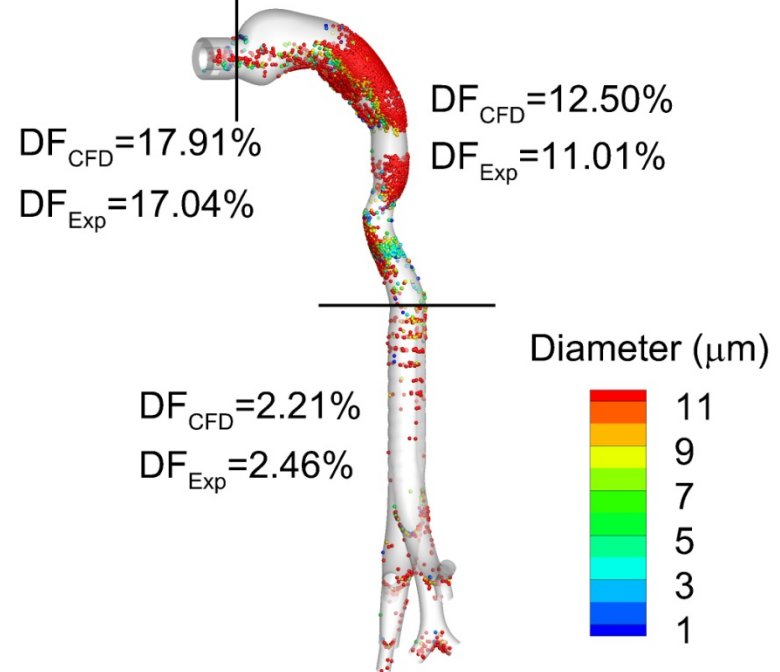 DF_CFD=12.50%
DF_Exp=11.01%
DF_CFD=17.91%
DF_Exp=17.04%
DF_CFD=2.21%
DF_Exp=2.46%
Diameter (μm)
11
9
7
5
3
1